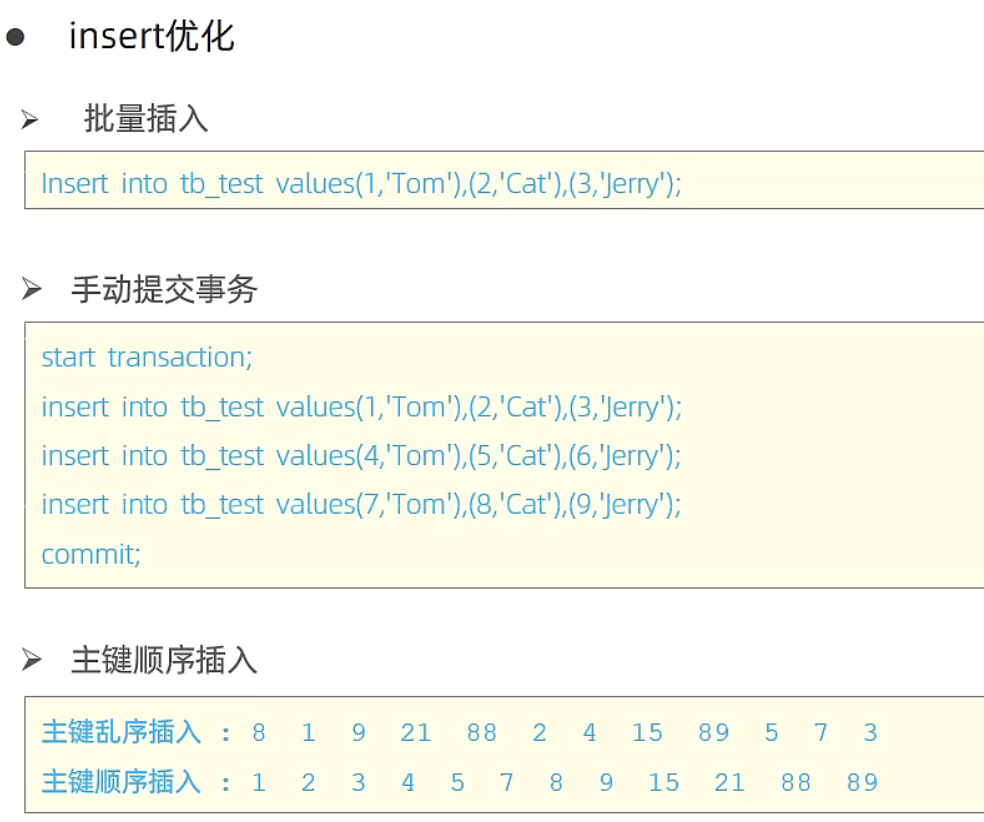 insert优化
批量插入
Insert into tb_test values(1,'Tom'),(2,'Cat'),(3,'Jerry');
手动提交事务
start transaction;
insert into tb_test values(1,'Tom'),(2,'Cat'),(3,'Jerry');
insert into tb_test values(4,'Tom'),(5,'Cat'),(6,'Jerry');
insert into tb_test values(7,'Tom'),(8,'Cat'),(9,'Jerry');
commit;
主键顺序插入
主键乱序插入 : 8 1 9 21 88 2 4 15 89 5 7 3
主键顺序插入 : 1 2 3 4 5 7 8 9 15 21 88 89